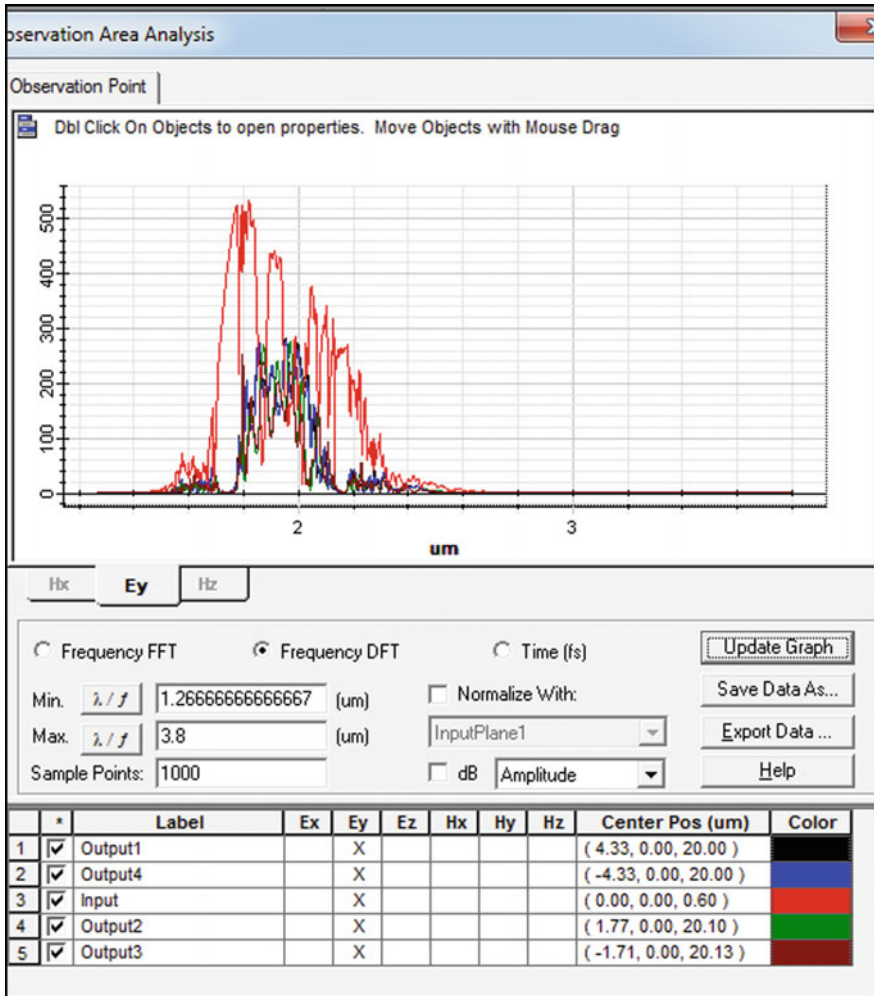 oservation Area Analysis
Observation Point
Dbl Click On Objects to open properties. Move Objects with Mouse Drag
500
400
300
200
100
0
2 3
um
Hx Ey Hz
Frequency FFT Frequency DFT Time (fs) Update Graph
Min. λ / f 1.26666666666667 (um) Normalize With: Save Data As...
Max. λ / f 3.8 (um) InputPlane1 Export Data ...
Sample Points: 1000 dB Amplitude Help
* Label Ex Ey Ez Hx Hy Hz Center Pos (um) Color
1 Output1 X ( 4.33, 0.00, 20.00 )
2 Output4 X ( -4.33, 0.00, 20.00 )
3 Input X ( 0.00, 0.00, 0.60 )
4 Output2 X ( 1.77, 0.00, 20.10 )
5 Output3 X ( -1.71, 0.00, 20.13 )